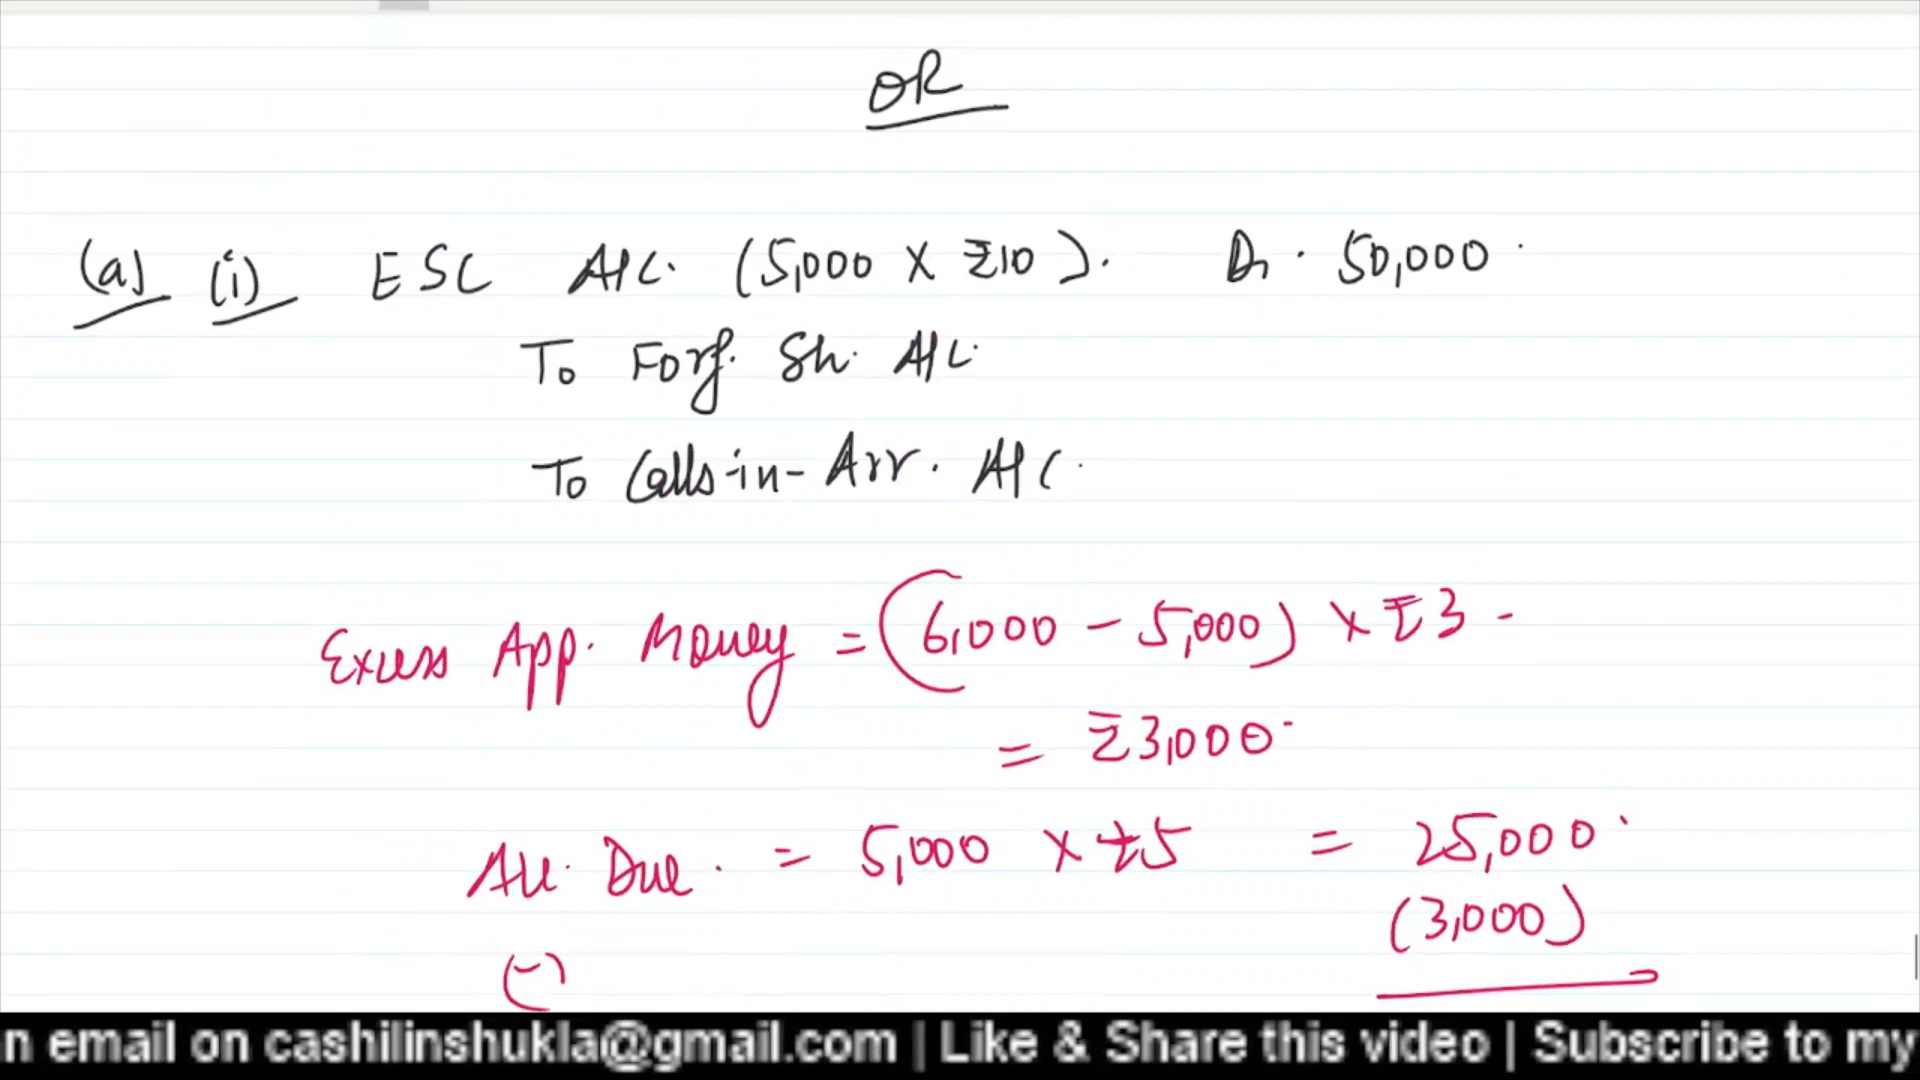 OR
(a) (i) ESC A/C. (5,000 X ₹10). Dr. 50,000.
To Forf. Sh. A/C.
To Calls-in-Arr. A/C.
Excess App. Money = (6,000 - 5,000) X ₹3 -
= ₹3,000.
All. Due. = 5,000 X ₹5 = 25,000.
(3,000)
(-)
n email on cashilinshukla@gmail.com | Like & Share this video | Subscribe to my